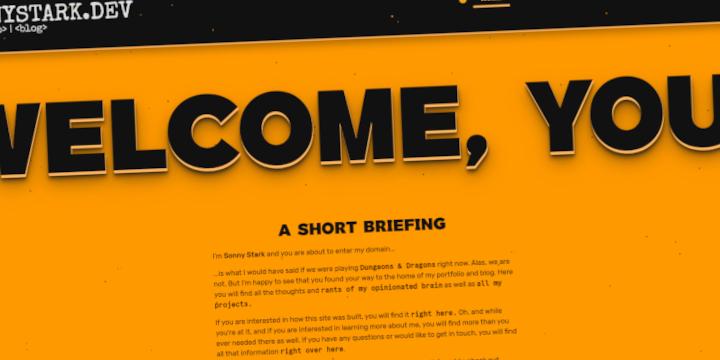 NYSTARK.DEV
> | <blog>
WELCOME, YOU
A SHORT BRIEFING
I'm Sonny Stark and you are about to enter my domain...
...is what I would have said if we were playing Dungeons & Dragons right now. Alas, we are
not. But I'm happy to see that you found your way to the home of my portfolio and blog. Here
you will find all the thoughts and rants of my opinionated brain as well as all my
projects.
If you are interested in how this site was built, you will find it right here. Oh, and while
you're at it, and if you are interested in learning more about me, you will find more than you
ever needed there as well. If you have any questions or would like to get in touch, you will find
all that information right over here.